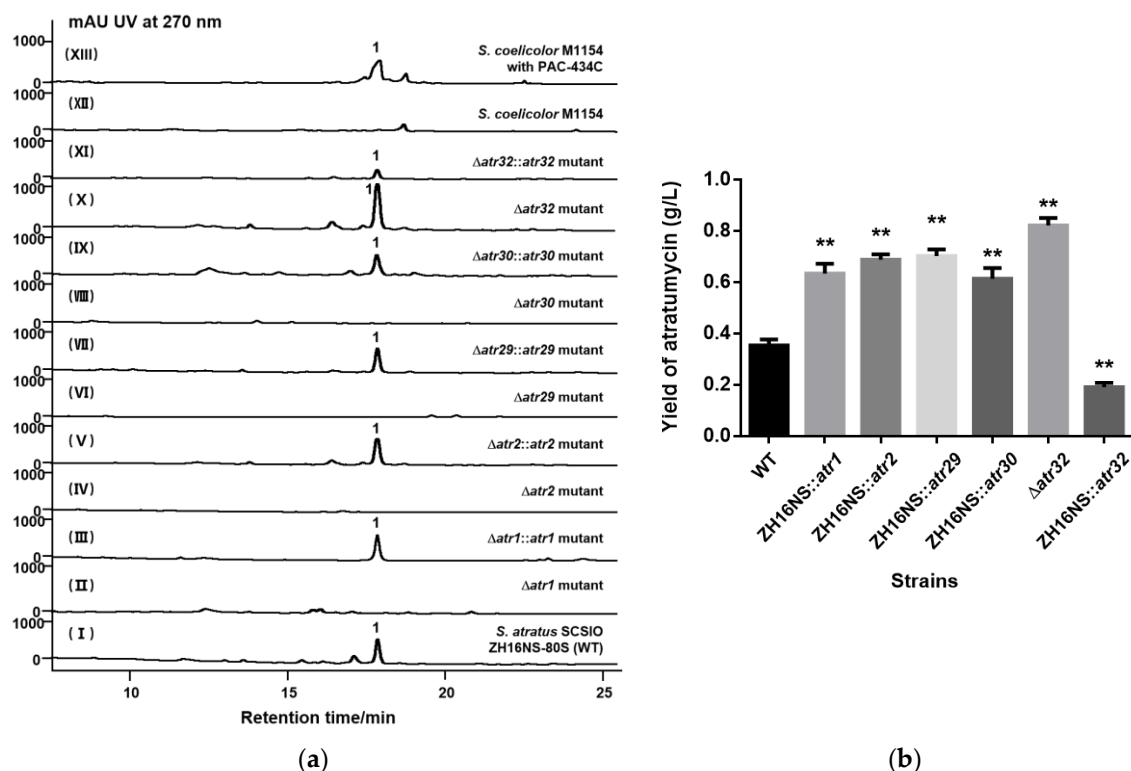 mAU UV at 270 nm
1000
(XIII)
1
S. coelicolor M1154
with PAC-434C
0
1000
(XII)
S. coelicolor M1154
0
1000
(XI)
1
Δatr32::atr32 mutant
0
1000
(X)
1
Δatr32 mutant
0
1000
(IX)
1
Δatr30::atr30 mutant
0
1000
(VIII)
Δatr30 mutant
0
1000
(VII)
1
Δatr29::atr29 mutant
0
1000
(VI)
Δatr29 mutant
0
1000
(V)
1
Δatr2::atr2 mutant
0
1000
(IV)
Δatr2 mutant
0
1000
(III)
1
Δatr1::atr1 mutant
0
1000
(II)
Δatr1 mutant
0
1000
(I)
1
S. atratus SCSIO
ZH16NS-80S (WT)
0
10 15 20 25
Retention time/min
(a)
Yield of atratumycin (g/L)
1.0
0.8
0.6
0.4
0.2
0.0
**
**
**
**
**
**
WT
ZH16NS::atr1
ZH16NS::atr2
ZH16NS::atr29
ZH16NS::atr30
Δatr32
ZH16NS::atr32
Strains
(b)